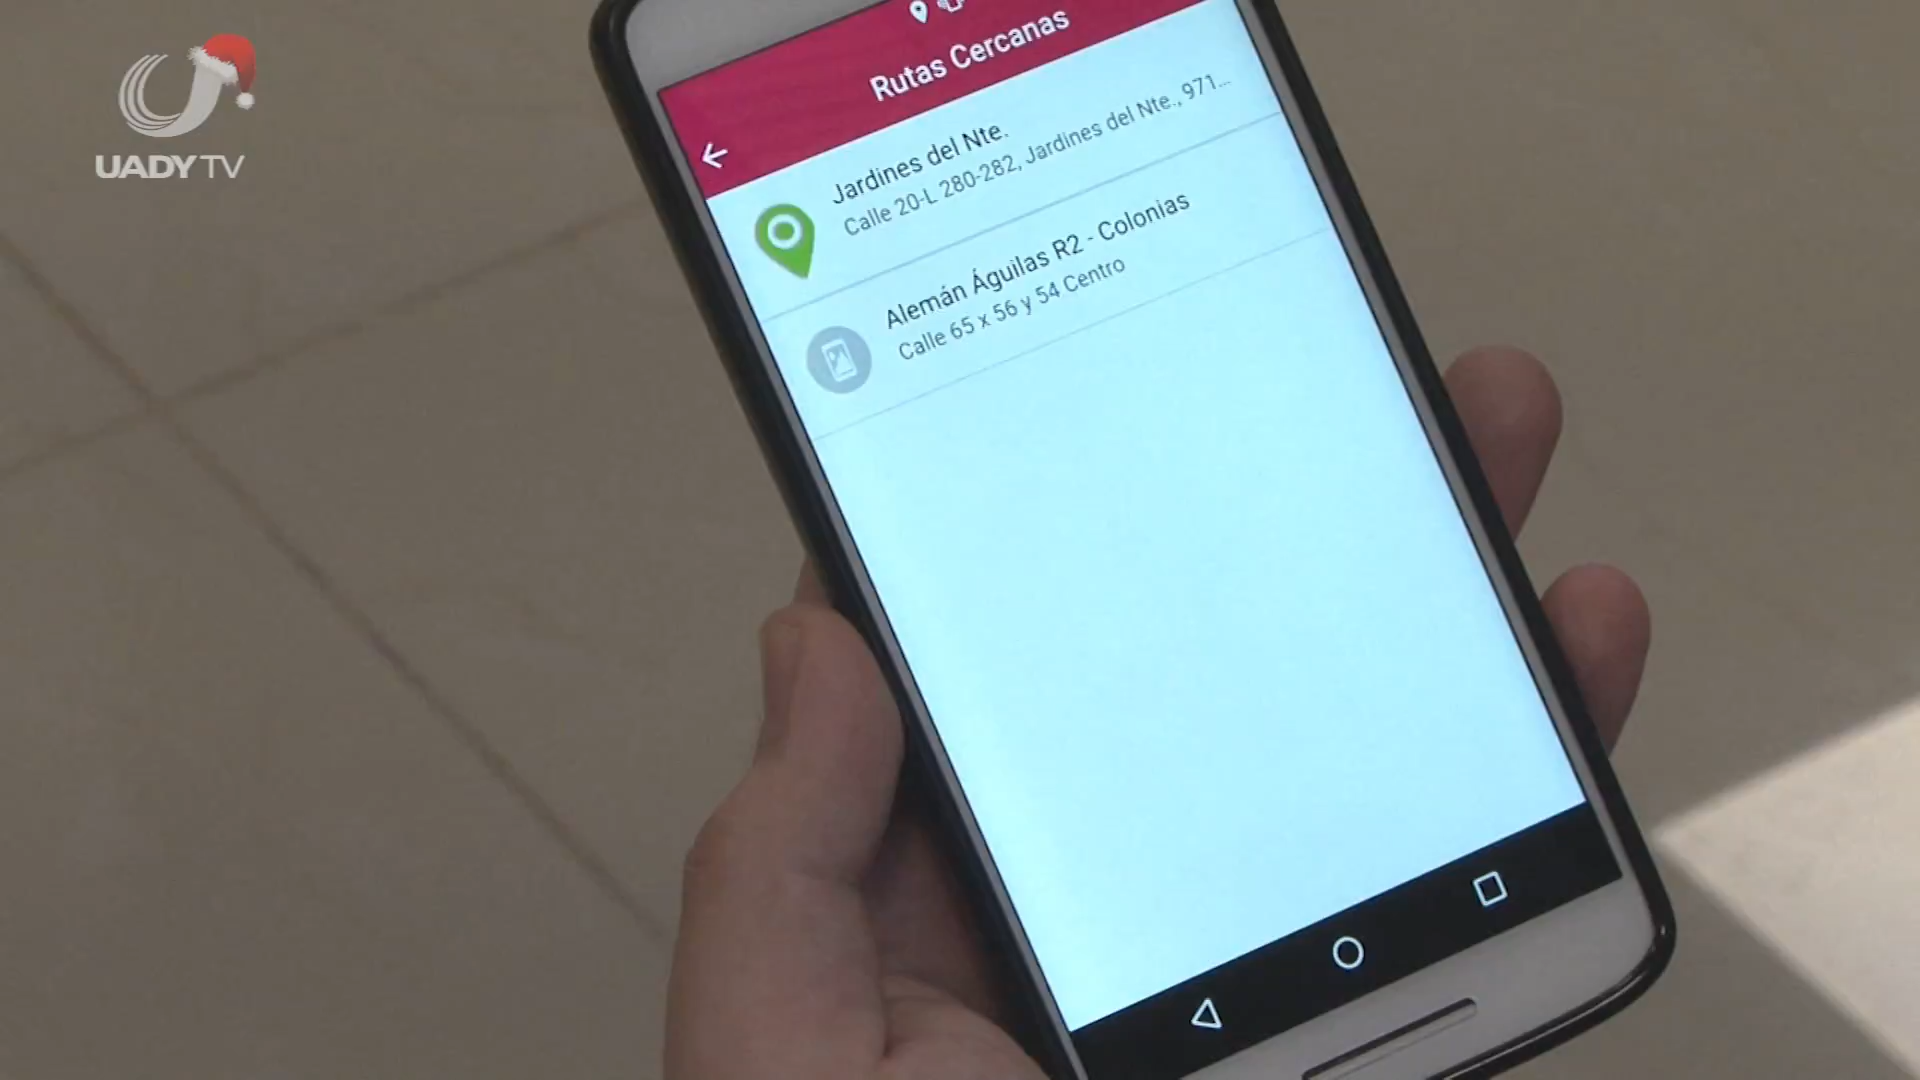 UADY TV
Rutas Cercanas
Jardines del Nte.
Calle 20-L 280-282, Jardines del Nte., 971...
Alemán Águilas R2 - Colonias
Calle 65 x 56 y 54 Centro